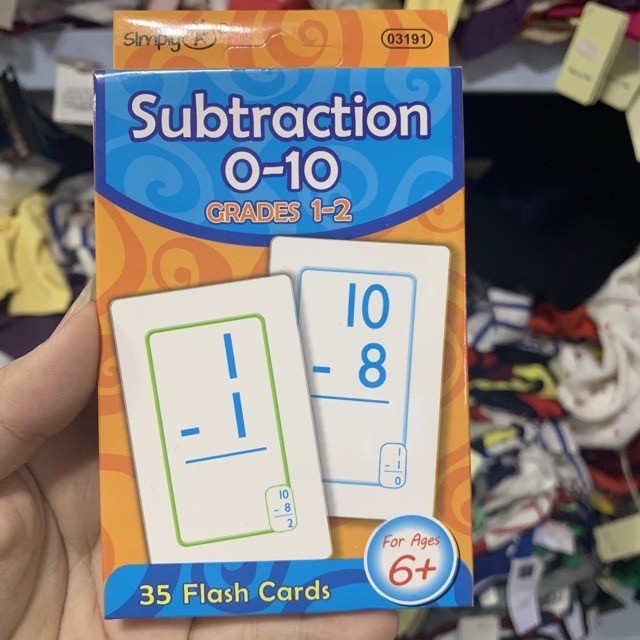 Simply A+
03191
Subtraction
0-10
GRADES 1-2
1
- 1
10
- 8
2
10
- 8
1
- 1
0
For Ages
6+
35 Flash Cards